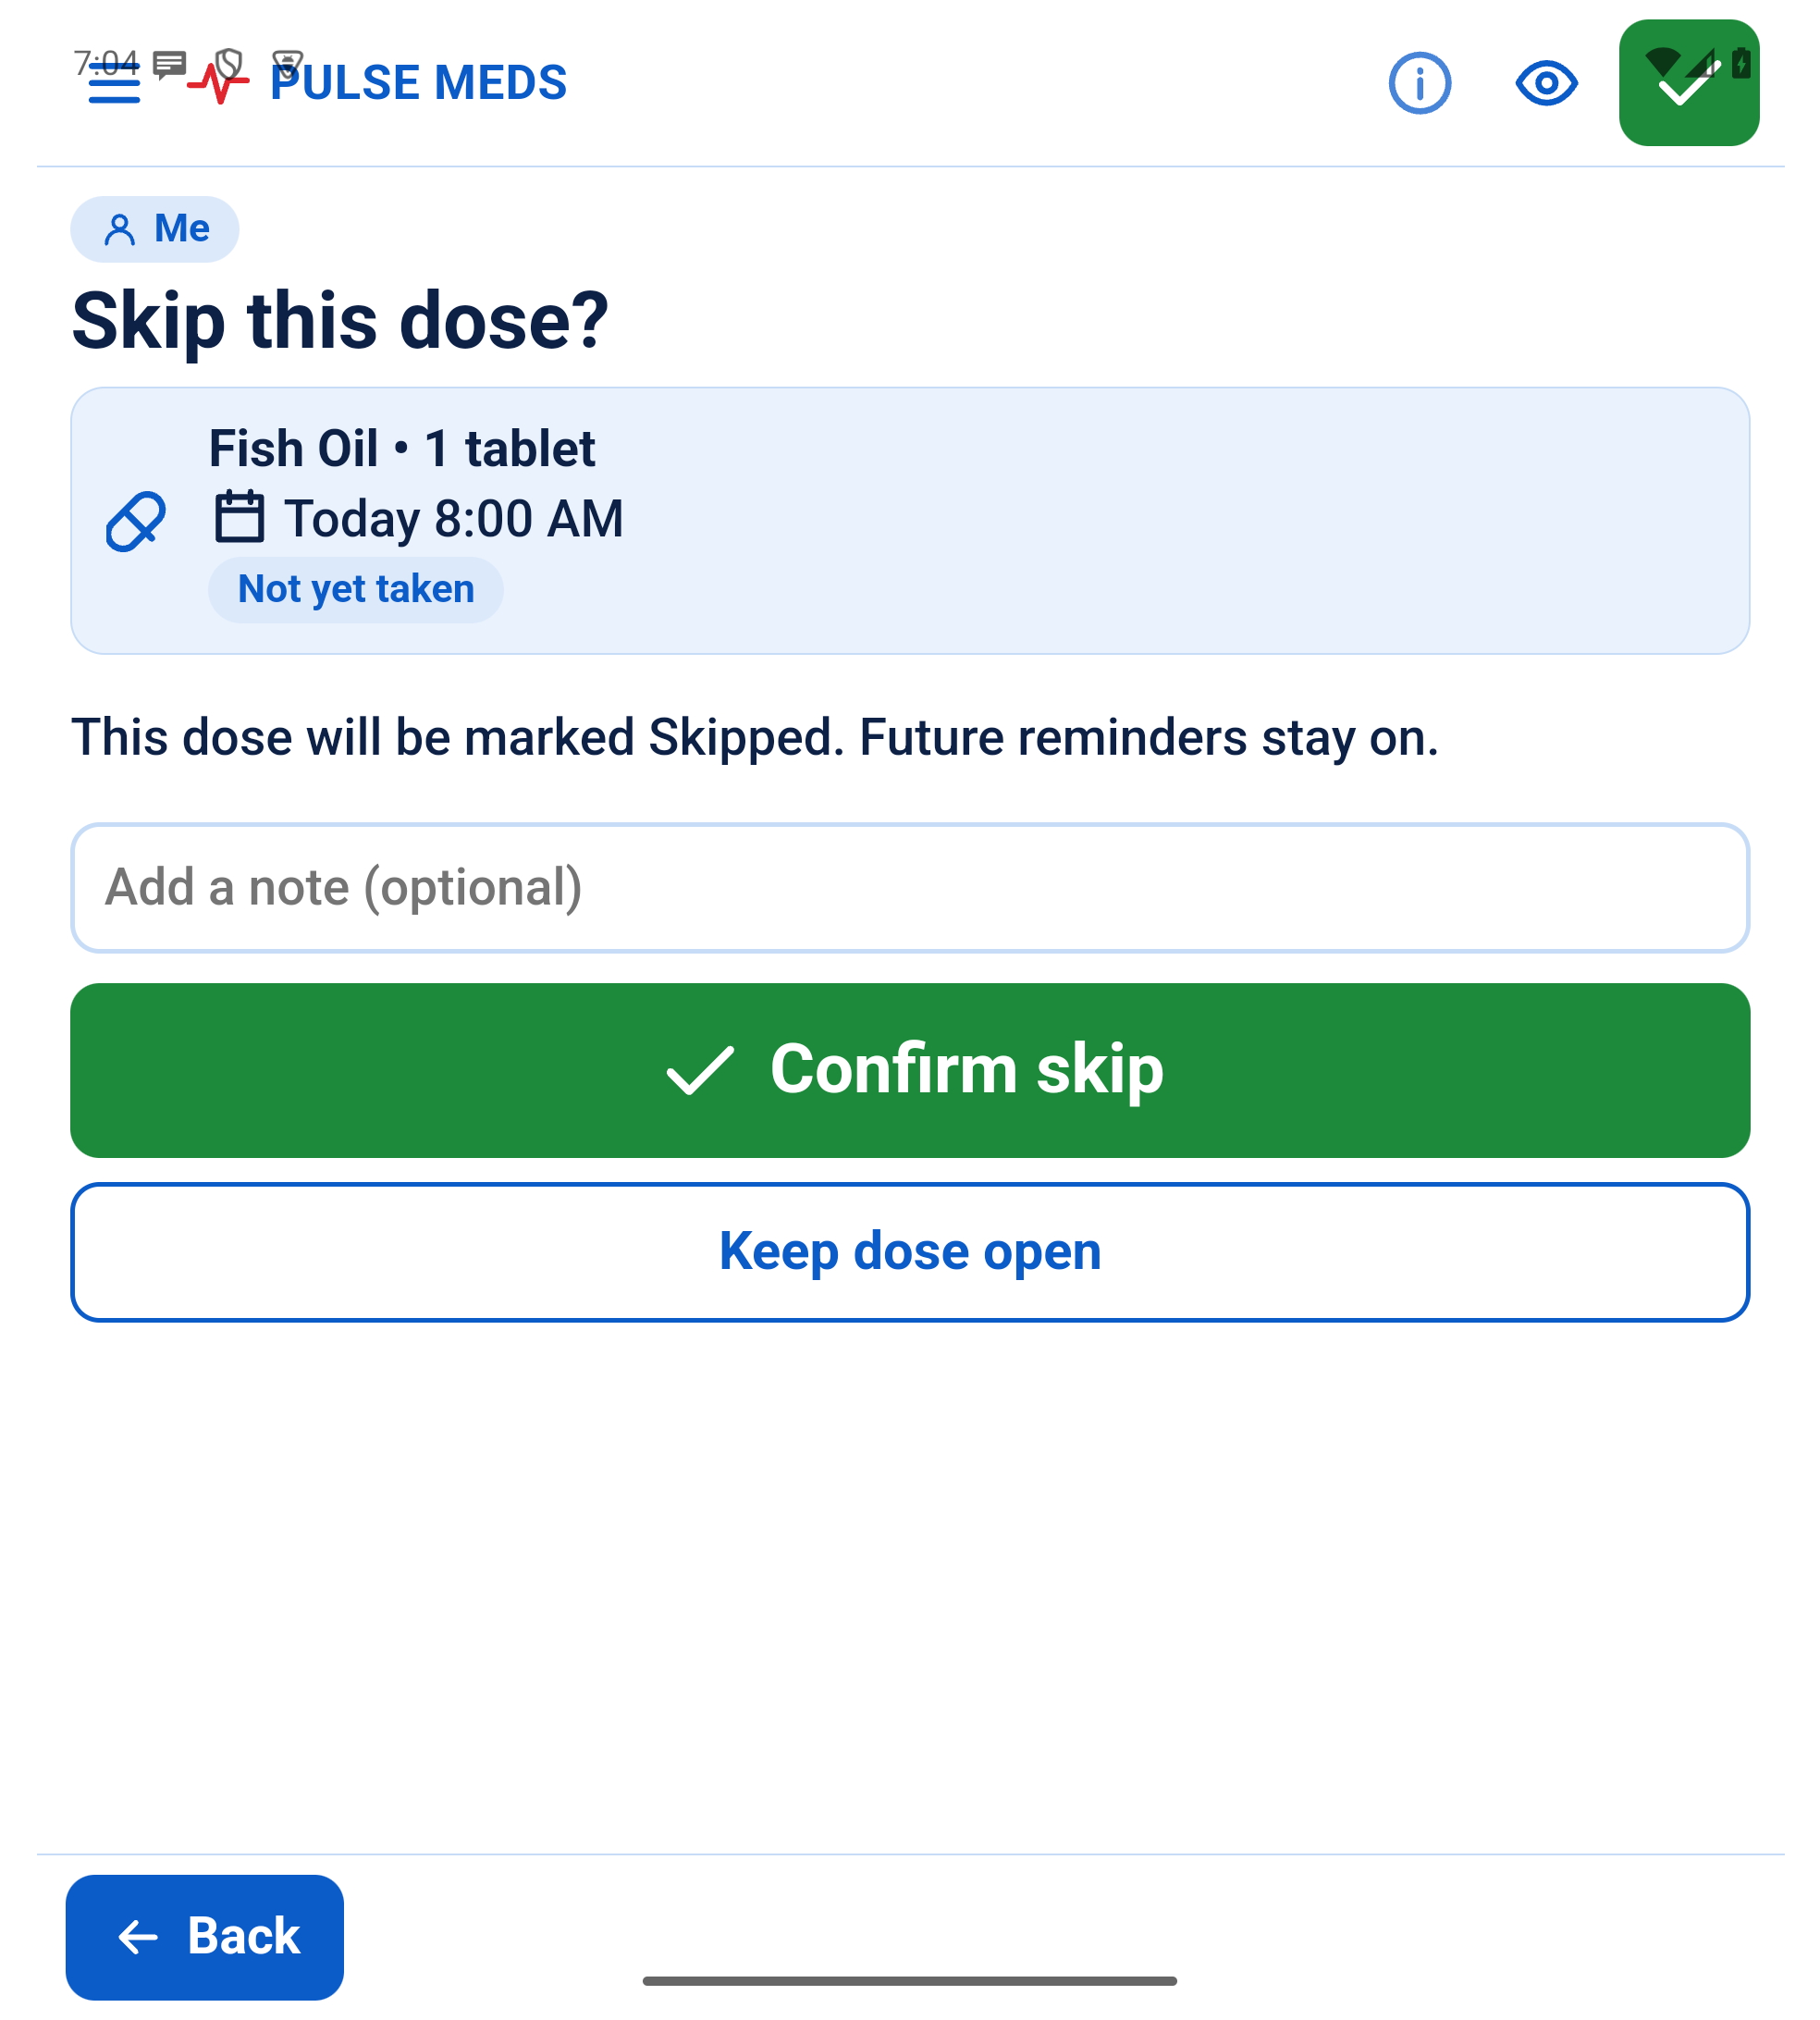 7:04
PULSE MEDS
Me
Skip this dose?
Fish Oil • 1 tablet
Today 8:00 AM
Not yet taken
This dose will be marked Skipped. Future reminders stay on.
Add a note (optional)
Confirm skip
Keep dose open
Back